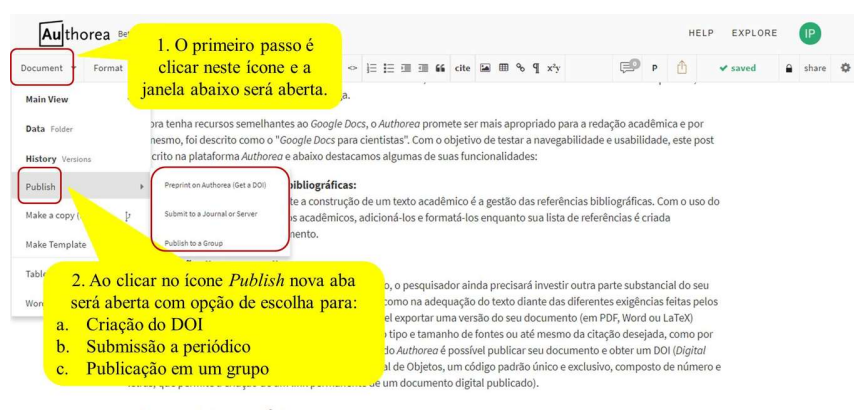 Authorea Be
HELP EXPLORE IP
1. O primeiro passo é
clicar neste ícone e a
janela abaixo será aberta.
Document Format
<> cite x²y P saved share
Main View
Data Folder
History Versions
Publish
Make a copy (
Make Template
Table
Wor
Preprint on Authorea (Get a DOI)
Submit to a Journal or Server
Publish to a Group
ga.
ora tenha recursos semelhantes ao Google Docs, o Authorea promete ser mais apropriado para a redação acadêmica e por
mesmo, foi descrito como o "Google Docs para cientistas". Com o objetivo de testar a navegabilidade e usabilidade, este post
crito na plataforma Authorea e abaixo destacamos algumas de suas funcionalidades:
bibliográficas:
te a construção de um texto acadêmico é a gestão das referências bibliográficas. Com o uso do
os acadêmicos, adicioná-los e formatá-los enquanto sua lista de referências é criada
mento.
2. Ao clicar no ícone Publish nova aba
será aberta com opção de escolha para:
a. Criação do DOI
b. Submissão a periódico
c. Publicação em um grupo
o, o pesquisador ainda precisará investir outra parte substancial do seu
como na adequação do texto diante das diferentes exigências feitas pelos
el exportar uma versão do seu documento (em PDF, Word ou LaTeX)
tipo e tamanho de fontes ou até mesmo da citação desejada, como por
do Authorea é possível publicar seu documento e obter um DOI (Digital
al de Objetos, um código padrão único e exclusivo, composto de número e
letras, que permite a criação de um link permanente de um documento digital publicado).